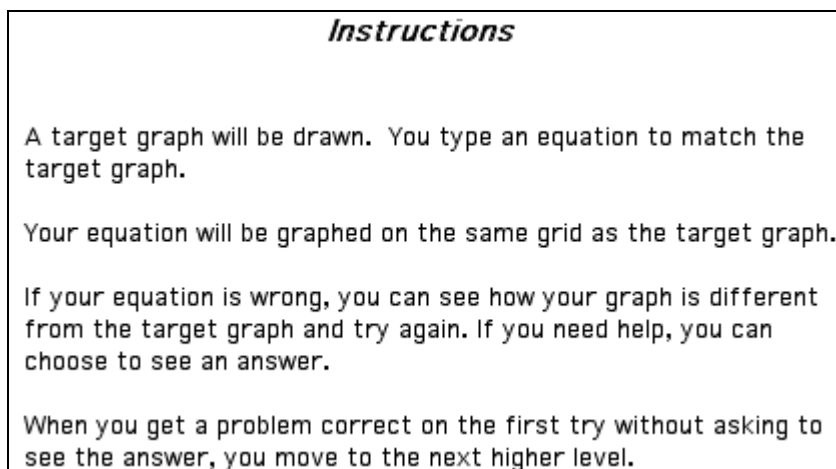 Instructions
A target graph will be drawn. You type an equation to match the
target graph.
Your equation will be graphed on the same grid as the target graph.
If your equation is wrong, you can see how your graph is different
from the target graph and try again. If you need help, you can
choose to see an answer.
When you get a problem correct on the first try without asking to
see the answer, you move to the next higher level.